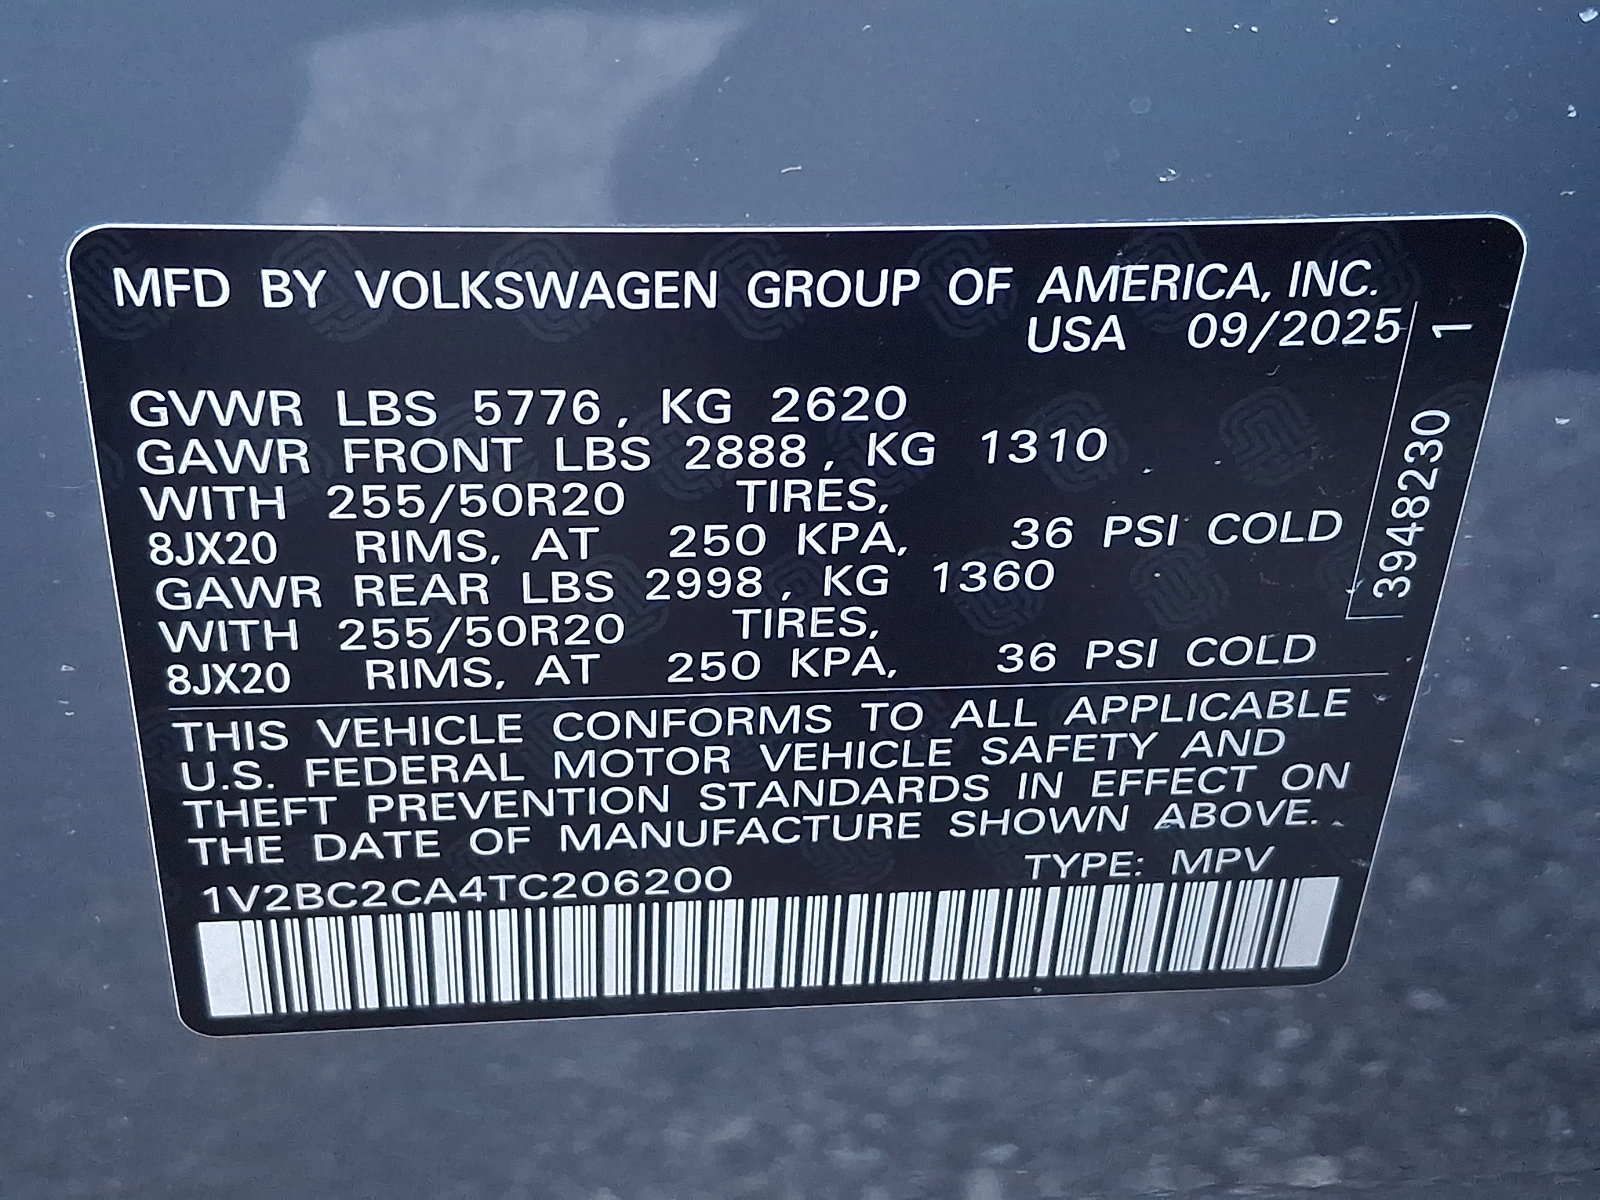 MFD BY VOLKSWAGEN GROUP OF AMERICA, INC.
USA 09/2025
GVWR LBS 5776, KG 2620
GAWR FRONT LBS 2888, KG 1310
WITH 255/50R20 TIRES,
8JX20 RIMS, AT 250 KPA, 36 PSI COLD
GAWR REAR LBS 2998, KG 1360
WITH 255/50R20 TIRES,
8JX20 RIMS, AT 250 KPA, 36 PSI COLD
THIS VEHICLE CONFORMS TO ALL APPLICABLE
U.S. FEDERAL MOTOR VEHICLE SAFETY AND
THEFT PREVENTION STANDARDS IN EFFECT ON
THE DATE OF MANUFACTURE SHOWN ABOVE.
1V2BC2CA4TC206200 TYPE: MPV
3948230 1